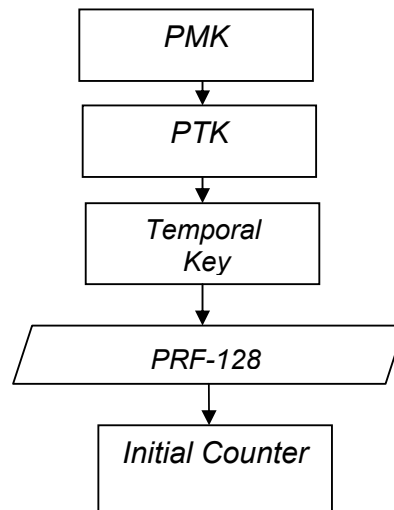 PMK
PTK
Temporal
Key
PRF-128
Initial Counter